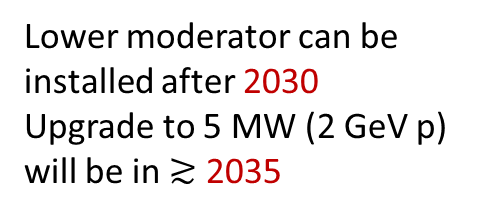 Lower moderator can be
installed after 2030
Upgrade to 5 MW (2 GeV p)
will be in ≳ 2035